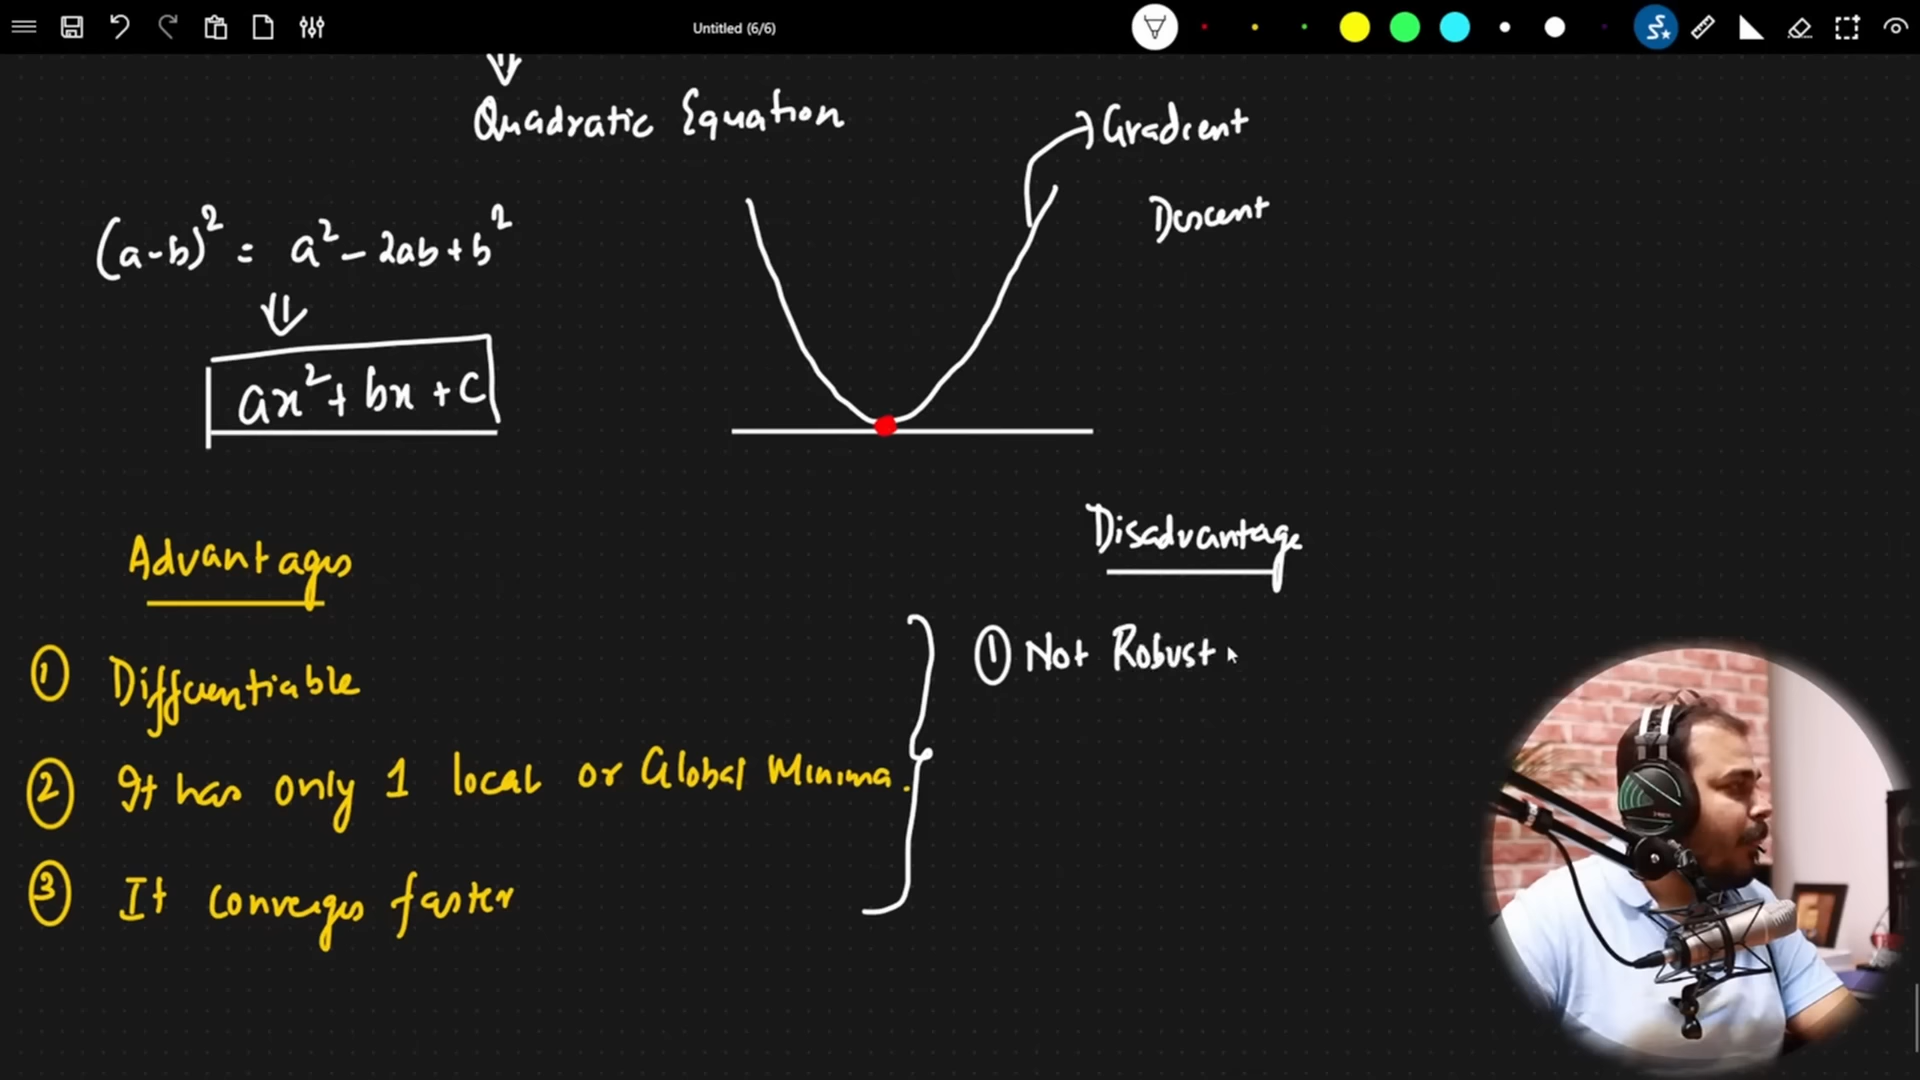 Untitled (6/6)
Quadratic Equation
Gradient
Descent
(a-b)² = a² - 2ab + b²
ax² + bx + c
Advantages
Disadvantage
① Differentiable
① Not Robust
② It has only 1 local or Global Minima.
③ It converges faster